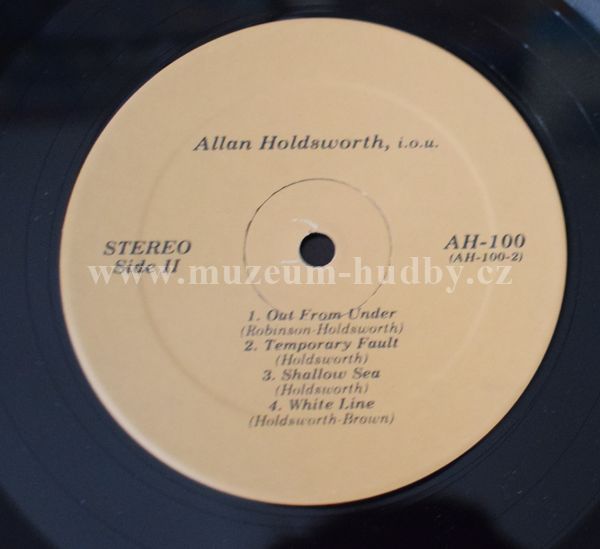 Allan Holdsworth, i.o.u.
STEREO
Side II
AH-100
(AH-100-2)
www.muzeum-hudby.cz
1. Out From Under
(Robinson-Holdsworth)
2. Temporary Fault
(Holdsworth)
3. Shallow Sea
(Holdsworth)
4. White Line
(Holdsworth-Brown)